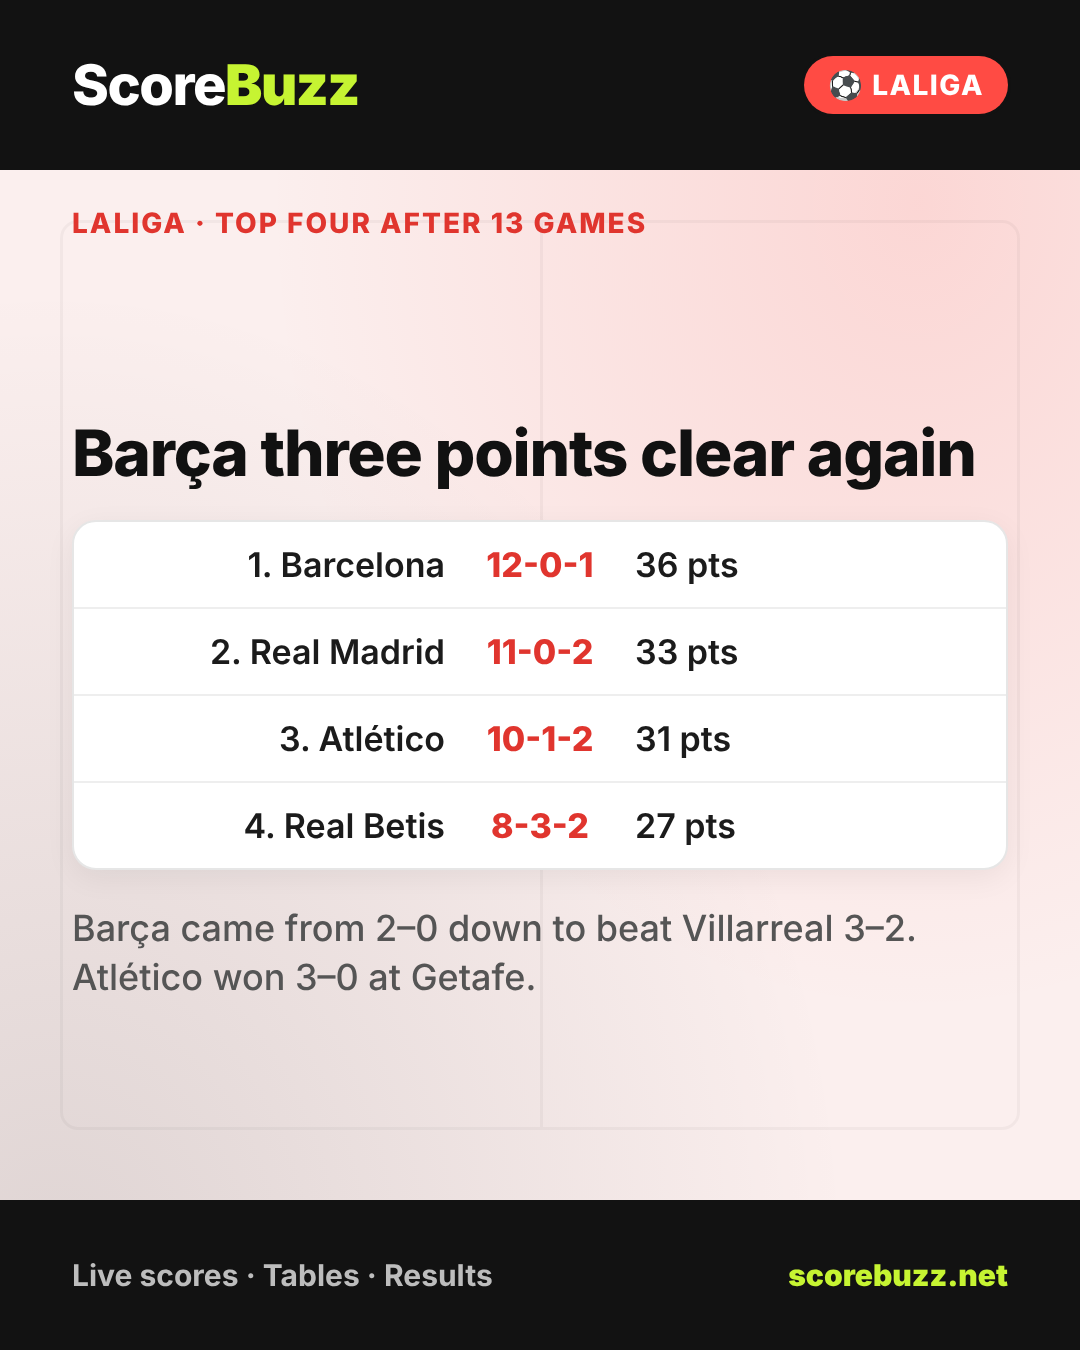 ScoreBuzz
⚽ LALIGA
LALIGA · TOP FOUR AFTER 13 GAMES
Barça three points clear again
1. Barcelona 12-0-1 36 pts
2. Real Madrid 11-0-2 33 pts
3. Atlético 10-1-2 31 pts
4. Real Betis 8-3-2 27 pts
Barça came from 2–0 down to beat Villarreal 3–2.
Atlético won 3–0 at Getafe.
Live scores · Tables · Results
scorebuzz.net